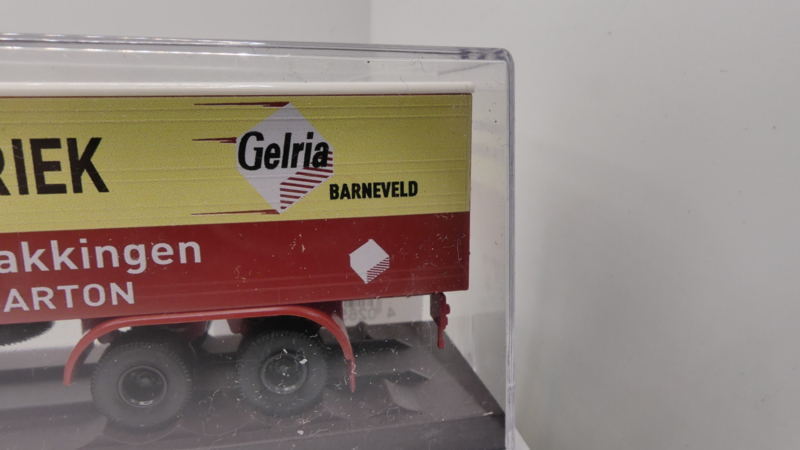 RIEK
Gelria
BARNEVELD
akkingen
ARTON